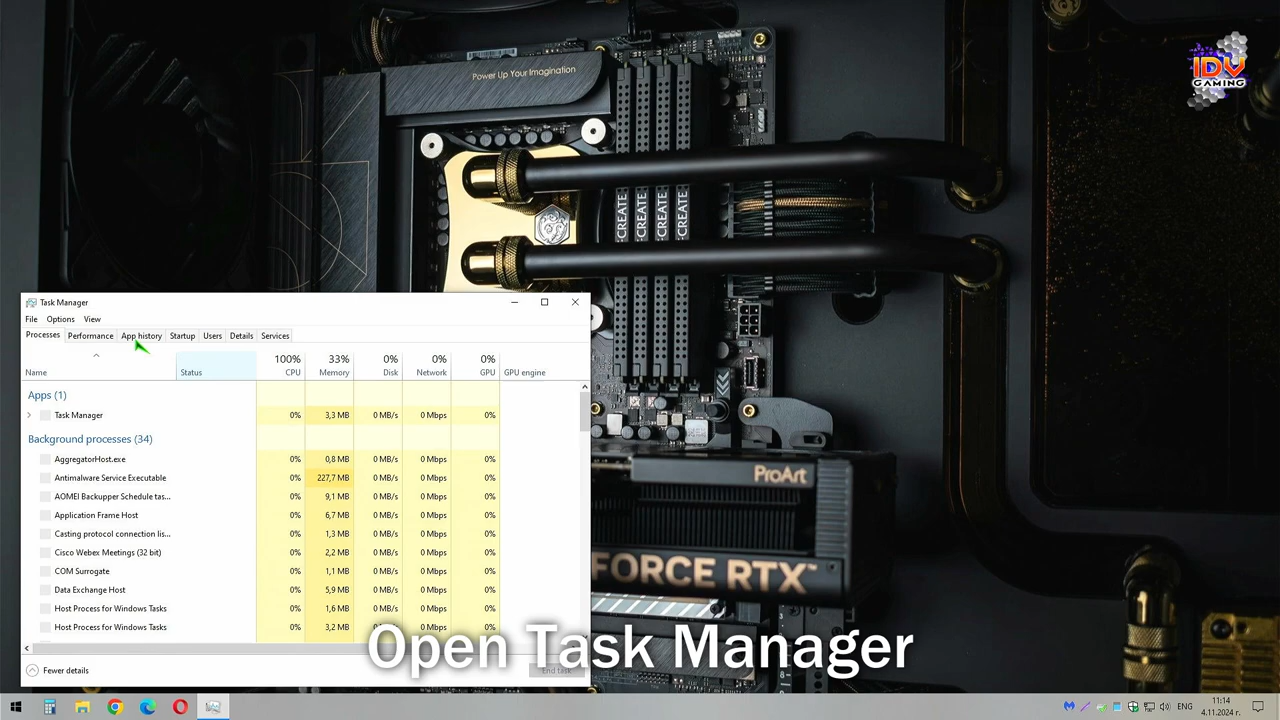 Power Up Your Imagination
IDV
GAMING
CREATE
CREATE
CREATE
CREATE
ProArt
FORCE RTX™
Task Manager
File Options View
Processes Performance App history Startup Users Details Services
100% 33% 0% 0% 0%
Name Status CPU Memory Disk Network GPU GPU engine
Apps (1)
Task Manager 0% 3,3 MB 0 MB/s 0 Mbps 0%
Background processes (34)
AggregatorHost.exe 0% 0,8 MB 0 MB/s 0 Mbps 0%
Antimalware Service Executable 0% 227,7 MB 0 MB/s 0 Mbps 0%
AOMEI Backupper Schedule tas... 0% 9,1 MB 0 MB/s 0 Mbps 0%
Application Frame Host 0% 6,7 MB 0 MB/s 0 Mbps 0%
Casting protocol connection lis... 0% 1,3 MB 0 MB/s 0 Mbps 0%
Cisco Webex Meetings (32 bit) 0% 2,2 MB 0 MB/s 0 Mbps 0%
COM Surrogate 0% 1,1 MB 0 MB/s 0 Mbps 0%
Data Exchange Host 0% 5,9 MB 0 MB/s 0 Mbps 0%
Host Process for Windows Tasks 0% 1,6 MB 0 MB/s 0 Mbps 0%
Host Process for Windows Tasks 0% 3,2 MB 0 MB/s 0 Mbps 0%
Open Task Manager
Fewer details End task
ENG 11:14
4.11.2024 г.